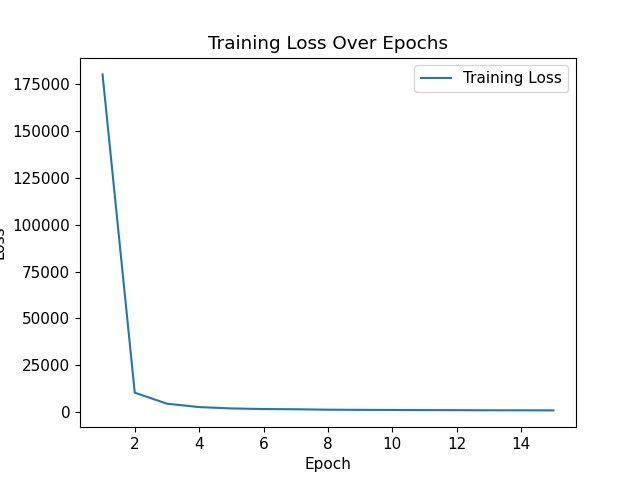 Training Loss Over Epochs
Training Loss
175000
150000
125000
100000
75000
50000
25000
0
Loss
2 4 6 8 10 12 14
Epoch